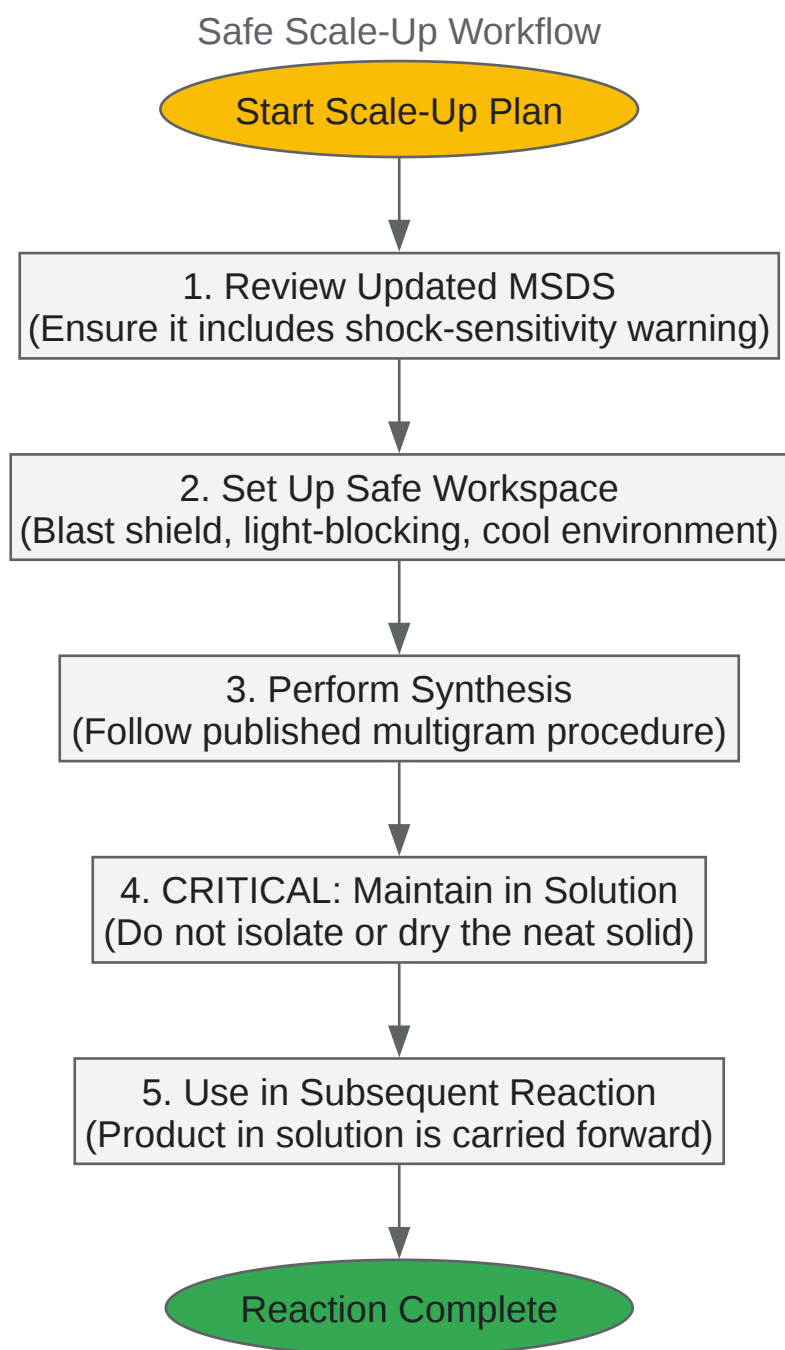 Safe Scale-Up Workflow
Start Scale-Up Plan
1. Review Updated MSDS
(Ensure it includes shock-sensitivity warning)
2. Set Up Safe Workspace
(Blast shield, light-blocking, cool environment)
3. Perform Synthesis
(Follow published multigram procedure)
4. CRITICAL: Maintain in Solution
(Do not isolate or dry the neat solid)
5. Use in Subsequent Reaction
(Product in solution is carried forward)
Reaction Complete